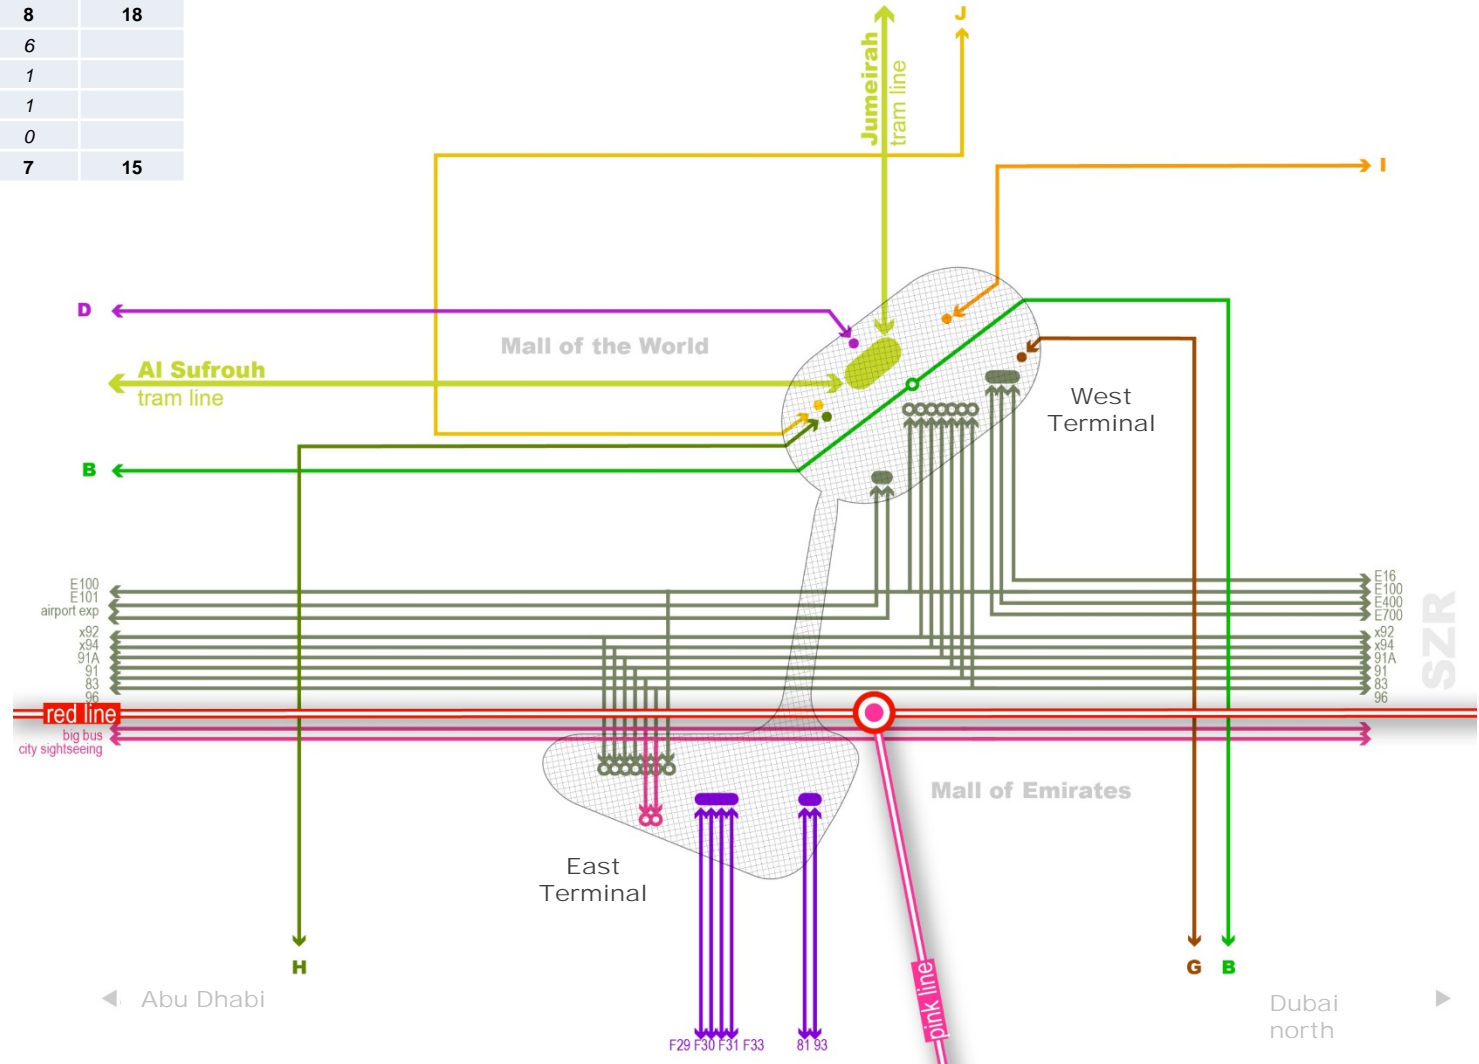 8 18
6
1
1
0
7 15
J
Jumeirah
tram line
I
D
Mall of the World
Al Sufrouh
tram line
West
Terminal
B
E100
E101
airport exp
x92
x94
91A
91
83
96
E16
E100
E400
E700
x92
x94
91A
91
83
96
SZR
red line
big bus
city sightseeing
Mall of Emirates
East
Terminal
H
G B
Abu Dhabi
Dubai
north
pink line
F29 F30 F31 F33 81 93